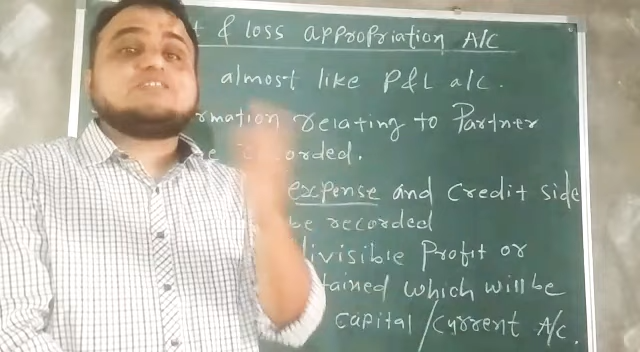 t & loss appropriation A/C
almost like P&L a/c.
rmation relating to Partner
e recorded.
expense and Credit side
be recorded
divisible Profit or
tained which will be
capital/Current A/C.